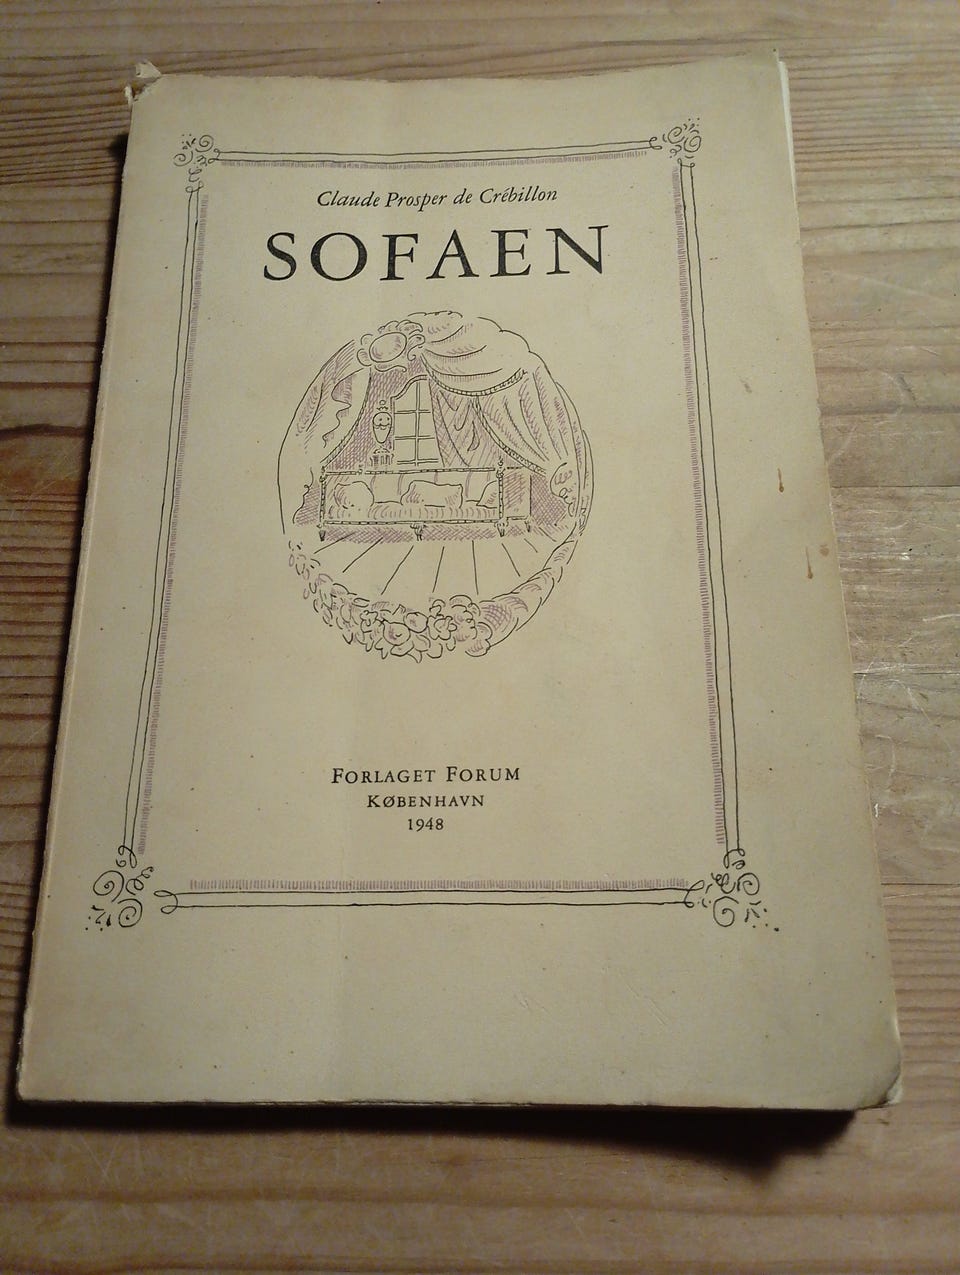 Claude Prosper de Crébillon
SOFAEN
FORLAGET FORUM
KØBENHAVN
1948